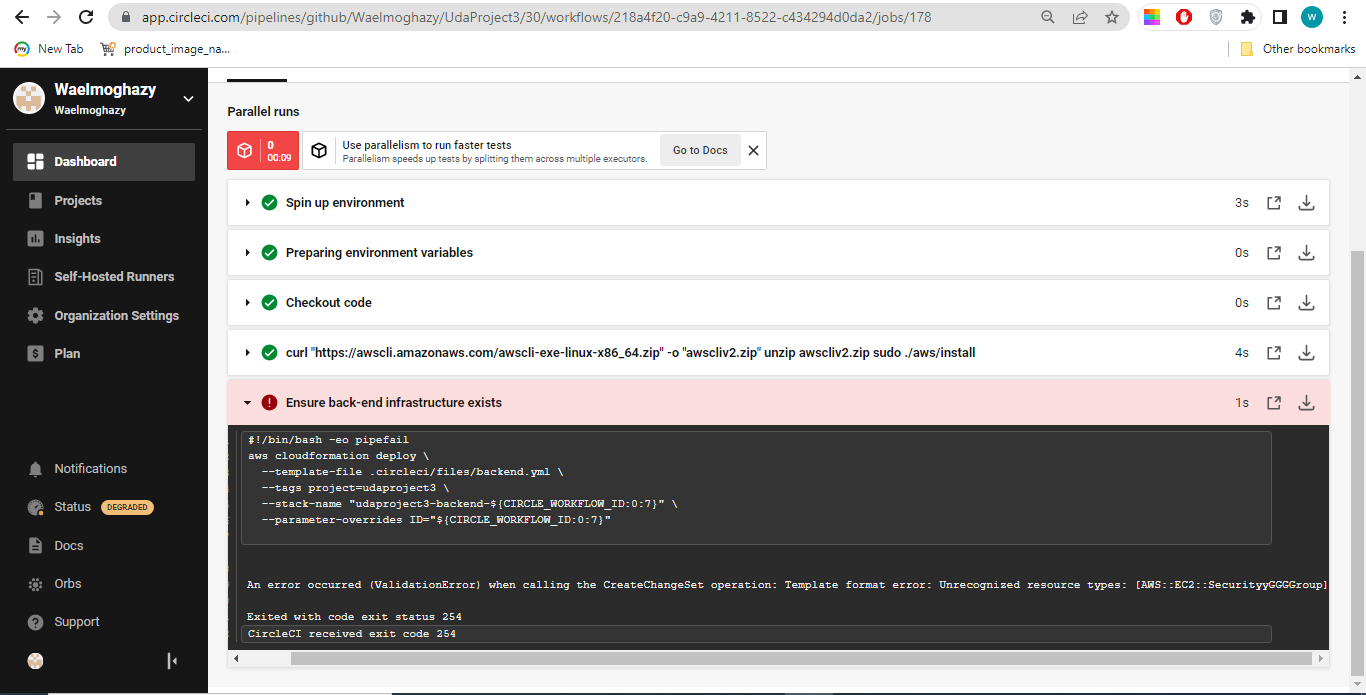 app.circleci.com/pipelines/github/Waelmoghazy/UdaProject3/30/workflows/218a4f20-c9a9-4211-8522-c434294d0da2/jobs/178
W
my
New Tab
product_image_na...
Other bookmarks
Waelmoghazy
Waelmoghazy
Dashboard
Projects
Insights
Self-Hosted Runners
Organization Settings
Plan
Notifications
Status
DEGRADED
Docs
Orbs
Support
Parallel runs
0
00:09
Use parallelism to run faster tests
Parallelism speeds up tests by splitting them across multiple executors.
Go to Docs
Spin up environment
3s
Preparing environment variables
0s
Checkout code
0s
curl "https://awscli.amazonaws.com/awscli-exe-linux-x86_64.zip" -o "awscliv2.zip" unzip awscliv2.zip sudo ./aws/install
4s
Ensure back-end infrastructure exists
1s
#!/bin/bash -eo pipefail
aws cloudformation deploy \
--template-file .circleci/files/backend.yml \
--tags project=udaproject3 \
--stack-name "udaproject3-backend-${CIRCLE_WORKFLOW_ID:0:7}" \
--parameter-overrides ID="${CIRCLE_WORKFLOW_ID:0:7}"
An error occurred (ValidationError) when calling the CreateChangeSet operation: Template format error: Unrecognized resource types: [AWS::EC2::SecurityyGGGGroup]
Exited with code exit status 254
CircleCI received exit code 254